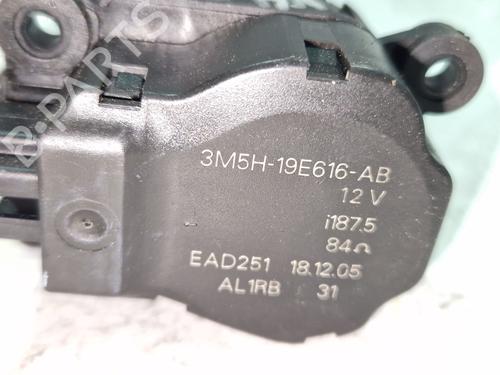 B-PARTS
3M5H-19E616-AB
12 V
i187.5
84Ω
EAD251 18.12.05
AL1RB 31